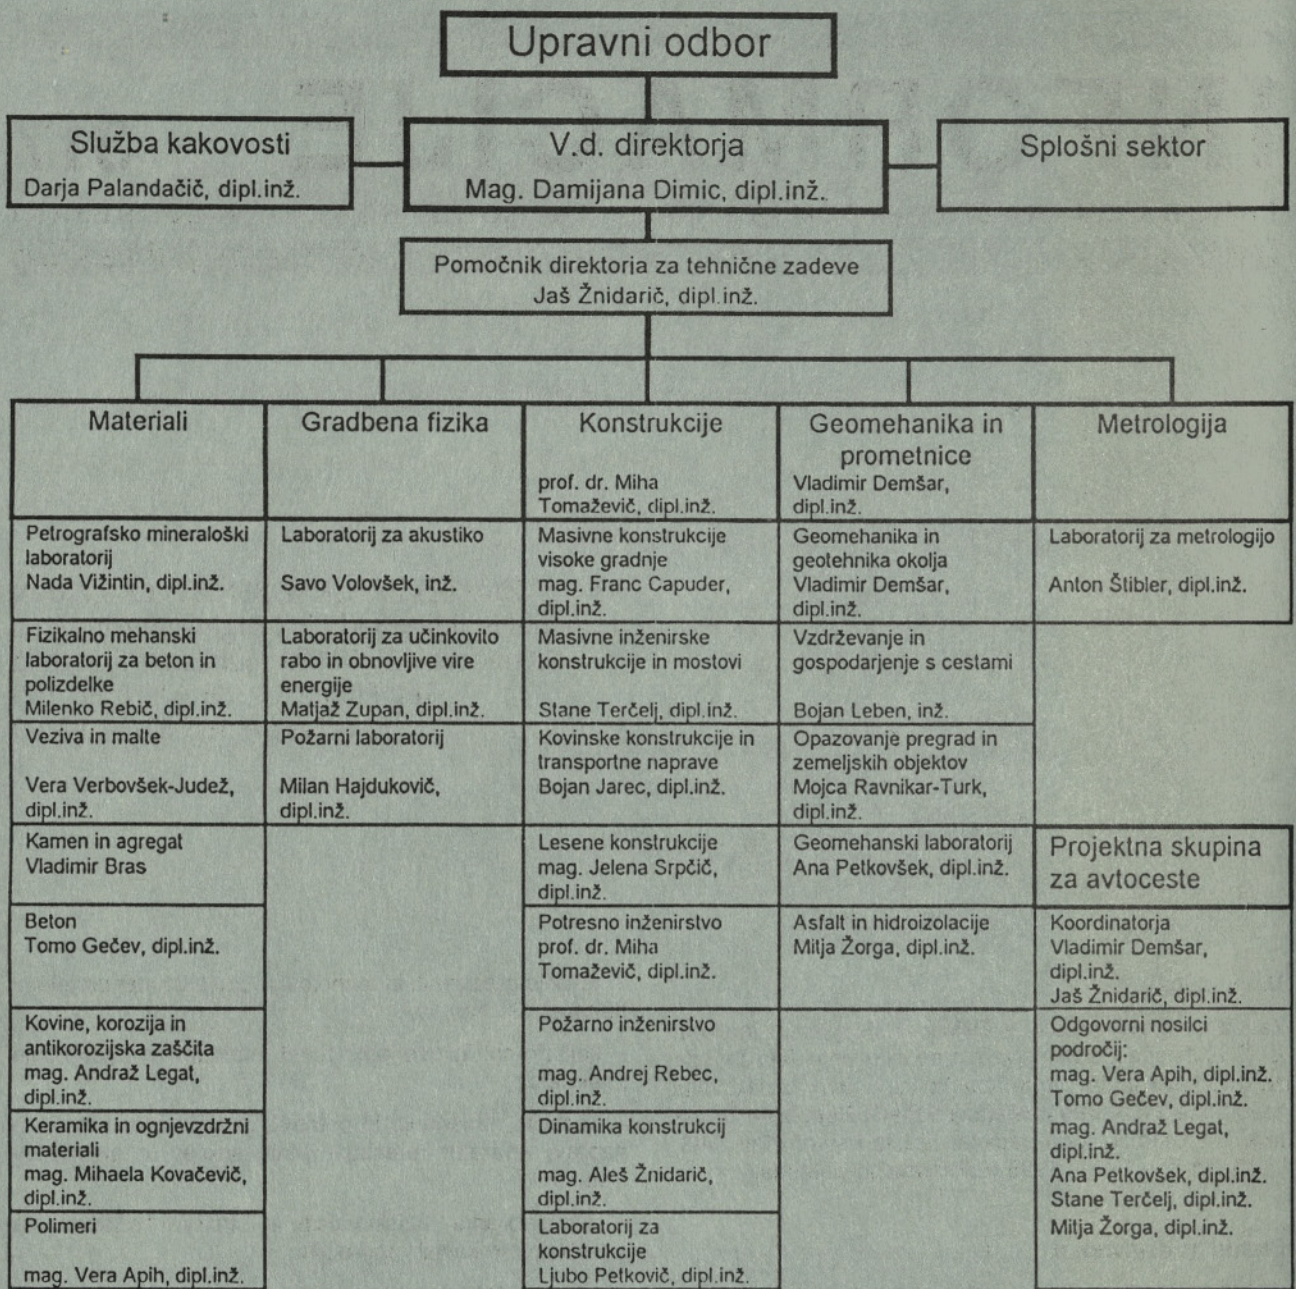 Upravni odbor
Služba kakovosti
Darja Palandačič, dipl.inž.
V.d. direktorja
Mag. Damijana Dimic, dipl.inž.
Splošni sektor
Pomočnik direktorja za tehnične zadeve
Jaš Žnidarič, dipl.inž.
Materiali
Petrografsko mineraloški
laboratorij
Nada Vižintin, dipl.inž.
Fizikalno mehanski
laboratorij za beton in
polizdelke
Milenko Rebič, dipl.inž.
Veziva in malte
Vera Verbovšek-Judež,
dipl.inž.
Kamen in agregat
Vladimir Bras
Beton
Tomo Gečev, dipl.inž.
Kovine, korozija in
antikorozijska zaščita
mag. Andraž Legat,
dipl.inž.
Keramika in ognjevzdržni
materiali
mag. Mihaela Kovačevič,
dipl.inž.
Polimeri
mag. Vera Apih, dipl.inž.
Gradbena fizika
Laboratorij za akustiko
Savo Volovšek, inž.
Laboratorij za učinkovito
rabo in obnovljive vire
energije
Matjaž Zupan, dipl.inž.
Požarni laboratorij
Milan Hajdukovič,
dipl.inž.
Konstrukcije
prof. dr. Miha
Tomaževič, dipl.inž.
Masivne konstrukcije
visoke gradnje
mag. Franc Capuder,
dipl.inž.
Masivne inženirske
konstrukcije in mostovi
Stane Terčelj, dipl.inž.
Kovinske konstrukcije in
transportne naprave
Bojan Jarec, dipl.inž.
Lesene konstrukcije
mag. Jelena Srpčič,
dipl.inž.
Potresno inženirstvo
prof. dr. Miha
Tomaževič, dipl.inž.
Požarno inženirstvo
mag. Andrej Rebec,
dipl.inž.
Dinamika konstrukcij
mag. Aleš Žnidarič,
dipl.inž.
Laboratorij za
konstrukcije
Ljubo Petkovič, dipl.inž.
Geomehanika in
prometnice
Vladimir Demšar,
dipl.inž.
Geomehanika in
geotehnika okolja
Vladimir Demšar,
dipl.inž.
Vzdrževanje in
gospodarjenje s cestami
Bojan Leben, inž.
Opazovanje pregrad in
zemeljskih objektov
Mojca Ravnikar-Turk,
dipl.inž.
Geomehanski laboratorij
Ana Petkovšek, dipl.inž.
Asfalt in hidroizolacije
Mitja Žorga, dipl.inž.
Metrologija
Laboratorij za metrologijo
Anton Štibler, dipl.inž.
Projektna skupina
za avtoceste
Koordinatorja
Vladimir Demšar,
dipl.inž.
Jaš Žnidarič, dipl.inž.
Odgovorni nosilci
področij:
mag. Vera Apih, dipl.inž.
Tomo Gečev, dipl.inž.
mag. Andraž Legat,
dipl.inž.
Ana Petkovšek, dipl.inž.
Stane Terčelj, dipl.inž.
Mitja Žorga, dipl.inž.